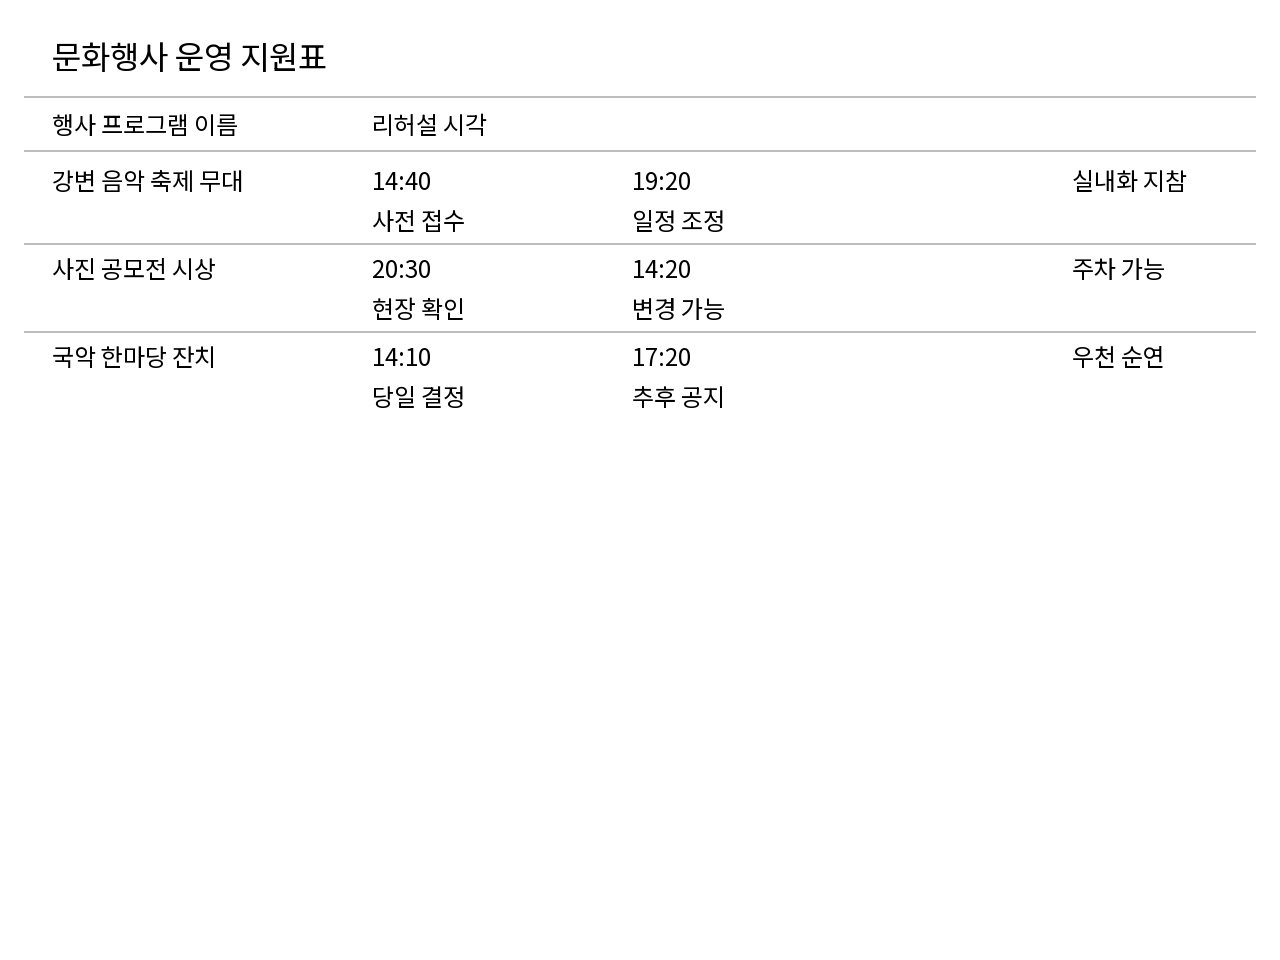 문화행사 운영 지원표
행사 프로그램 이름 리허설 시각
강변 음악 축제 무대 14:40 19:20 실내화 지참
사전 접수 일정 조정
사진 공모전 시상 20:30 14:20 주차 가능
현장 확인 변경 가능
국악 한마당 잔치 14:10 17:20 우천 순연
당일 결정 추후 공지